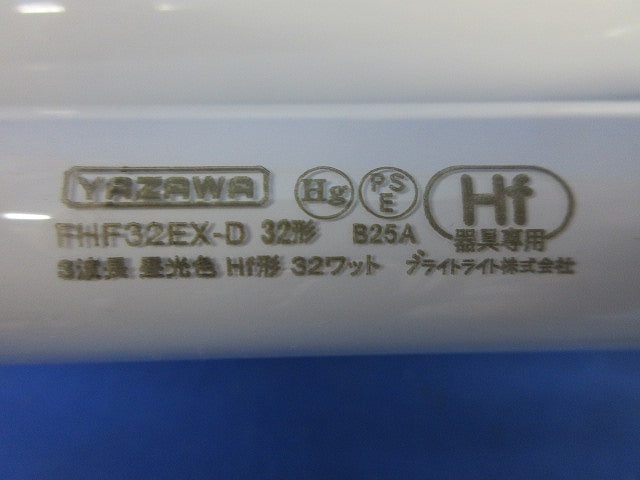 YAZAWA Hg PS E Hf
器具専用
FHF32EX-D 32形 B25A
3波長 昼光色 Hf形 32ワット ブライトライト株式会社